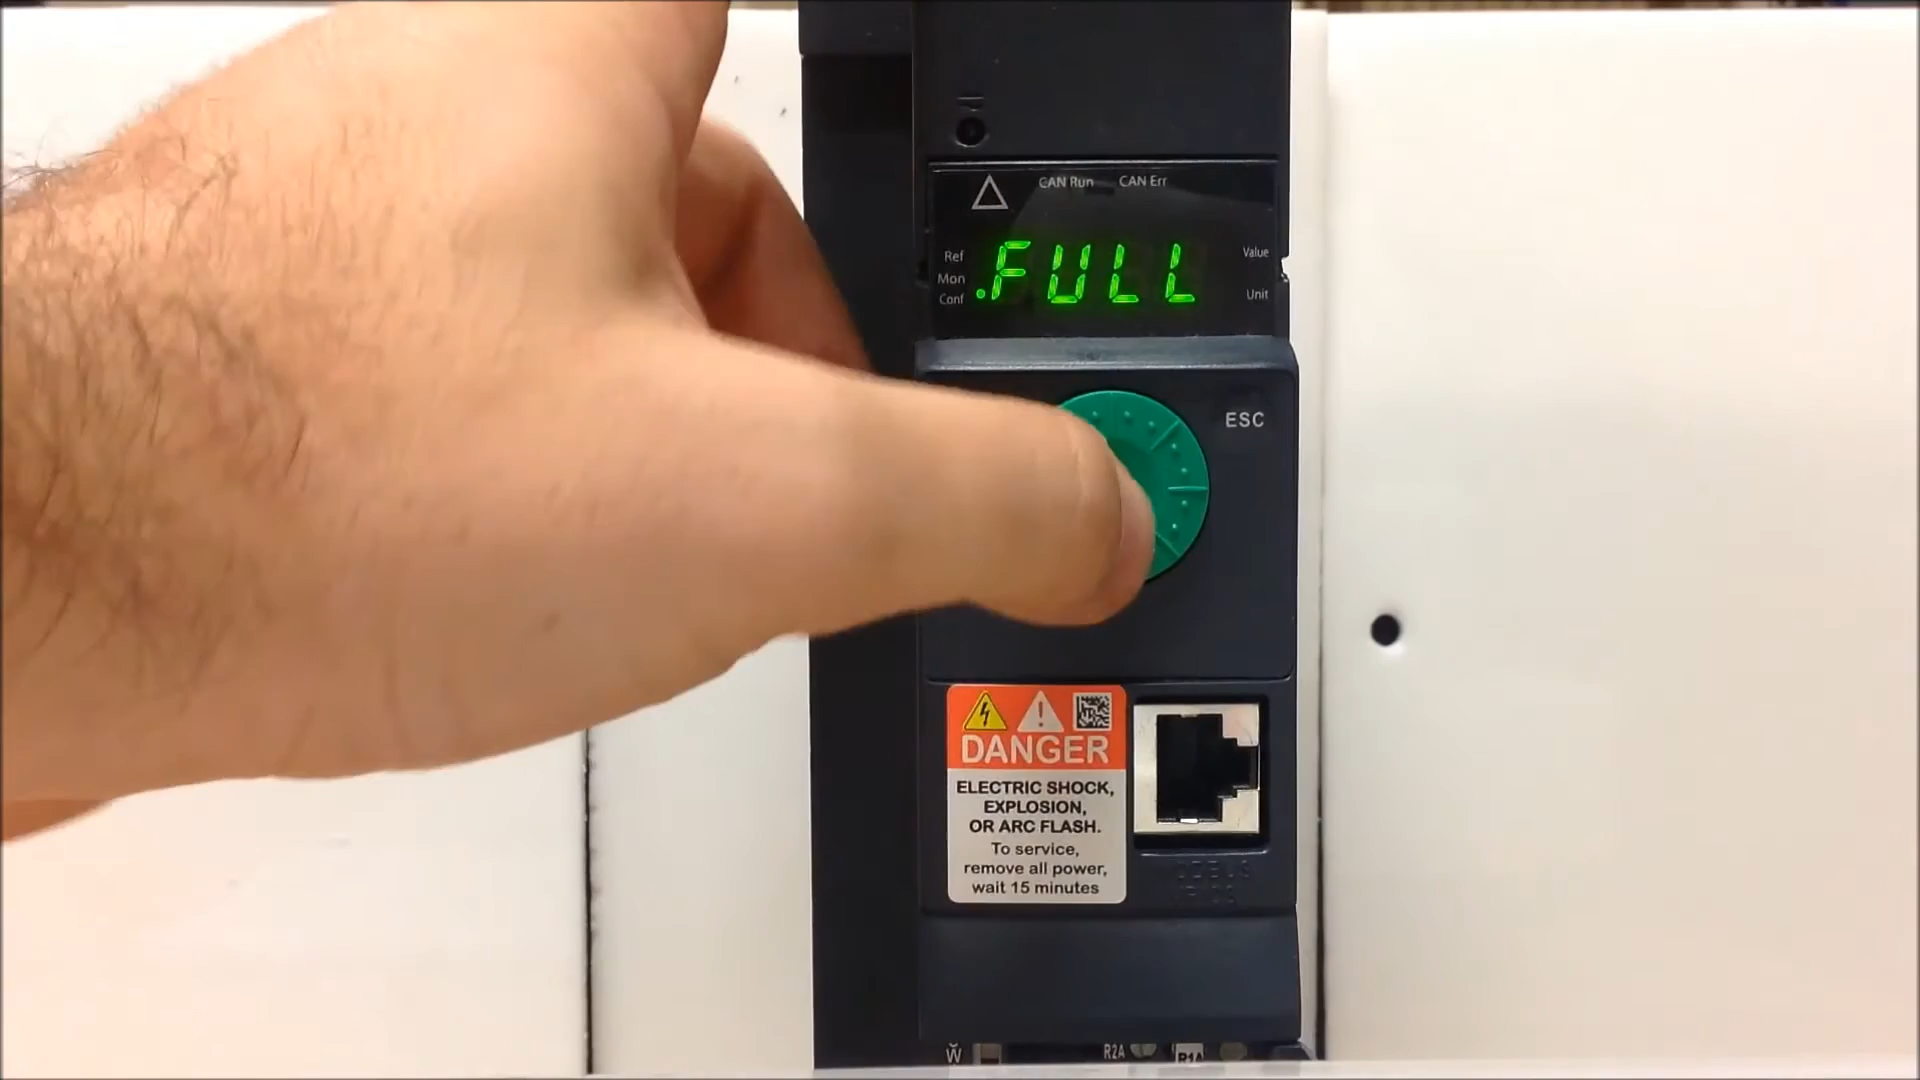 CAN Run CAN Err
Ref
Mon
Conf
.FULL
Value
Unit
ESC
DANGER
ELECTRIC SHOCK,
EXPLOSION,
OR ARC FLASH.
To service,
remove all power,
wait 15 minutes
R2A
R1A